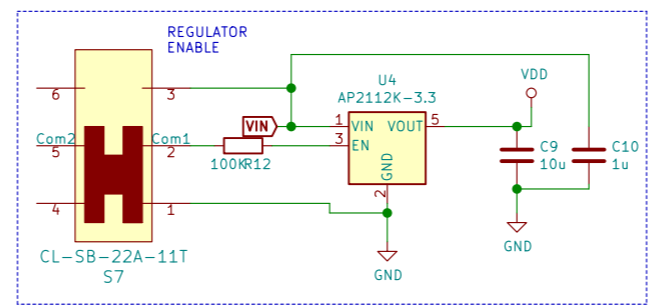 REGULATOR
ENABLE
6
3
Com2
Com1
5
2
4
1
CL-SB-22A-11T
S7
100K
R12
VIN
U4
AP2112K-3.3
1
VIN
VOUT
5
3
EN
GND
2
GND
VDD
C9
10u
C10
1u
GND